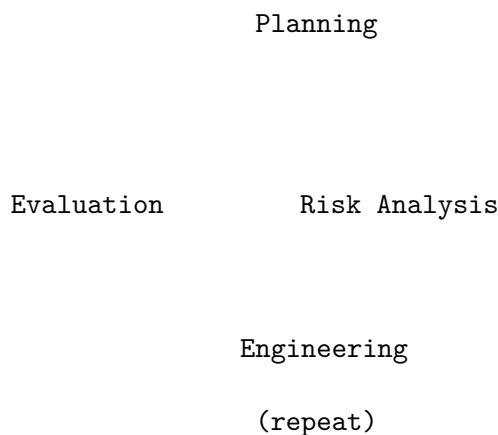 Planning
Evaluation Risk Analysis
Engineering
(repeat)